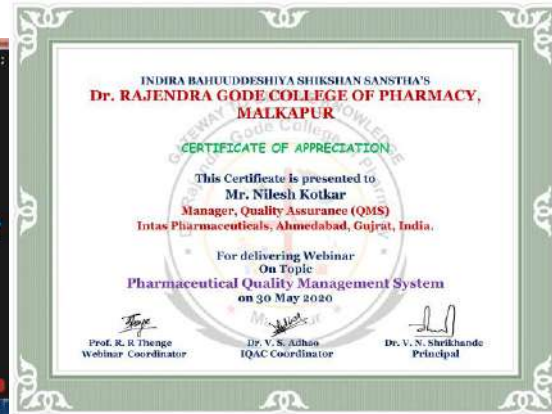 INDIRA BAHUUDDESHIYA SHIKSHAN SANSTHA'S
Dr. RAJENDRA GODE COLLEGE OF PHARMACY,
MALKAPUR
CERTIFICATE OF APPRECIATION
This Certificate is presented to
Mr. Nilesh Kotkar
Manager, Quality Assurance (QMS)
Intas Pharmaceuticals, Ahmedabad, Gujrat, India.
For delivering Webinar
On Topic
Pharmaceutical Quality Management System
on 30 May 2020
Prof. R. R Thenge
Webinar Coordinator
Dr. V. S. Adhao
IQAC Coordinator
Dr. V. N. Shrikhande
Principal